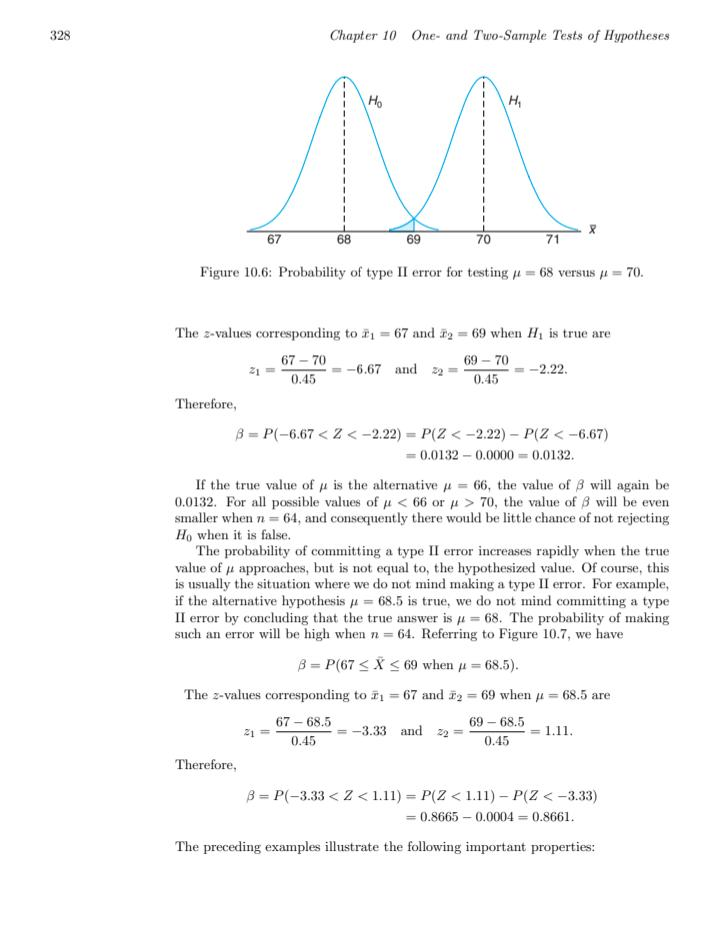 328
Chapter 10 One- and Two-Sample Tests of Hypotheses
H₀
H₁
x̄
67 68 69 70 71
Figure 10.6: Probability of type II error for testing μ = 68 versus μ = 70.
The z-values corresponding to x̄₁ = 67 and x̄₂ = 69 when H₁ is true are
z₁ = (67 − 70)/0.45 = −6.67 and z₂ = (69 − 70)/0.45 = −2.22.
Therefore,
β = P(−6.67 < Z < −2.22) = P(Z < −2.22) − P(Z < −6.67)
= 0.0132 − 0.0000 = 0.0132.
If the true value of μ is the alternative μ = 66, the value of β will again be
0.0132. For all possible values of μ < 66 or μ > 70, the value of β will be even
smaller when n = 64, and consequently there would be little chance of not rejecting
H₀ when it is false.
The probability of committing a type II error increases rapidly when the true
value of μ approaches, but is not equal to, the hypothesized value. Of course, this
is usually the situation where we do not mind making a type II error. For example,
if the alternative hypothesis μ = 68.5 is true, we do not mind committing a type
II error by concluding that the true answer is μ = 68. The probability of making
such an error will be high when n = 64. Referring to Figure 10.7, we have
β = P(67 ≤ X̄ ≤ 69 when μ = 68.5).
The z-values corresponding to x̄₁ = 67 and x̄₂ = 69 when μ = 68.5 are
z₁ = (67 − 68.5)/0.45 = −3.33 and z₂ = (69 − 68.5)/0.45 = 1.11.
Therefore,
β = P(−3.33 < Z < 1.11) = P(Z < 1.11) − P(Z < −3.33)
= 0.8665 − 0.0004 = 0.8661.
The preceding examples illustrate the following important properties: